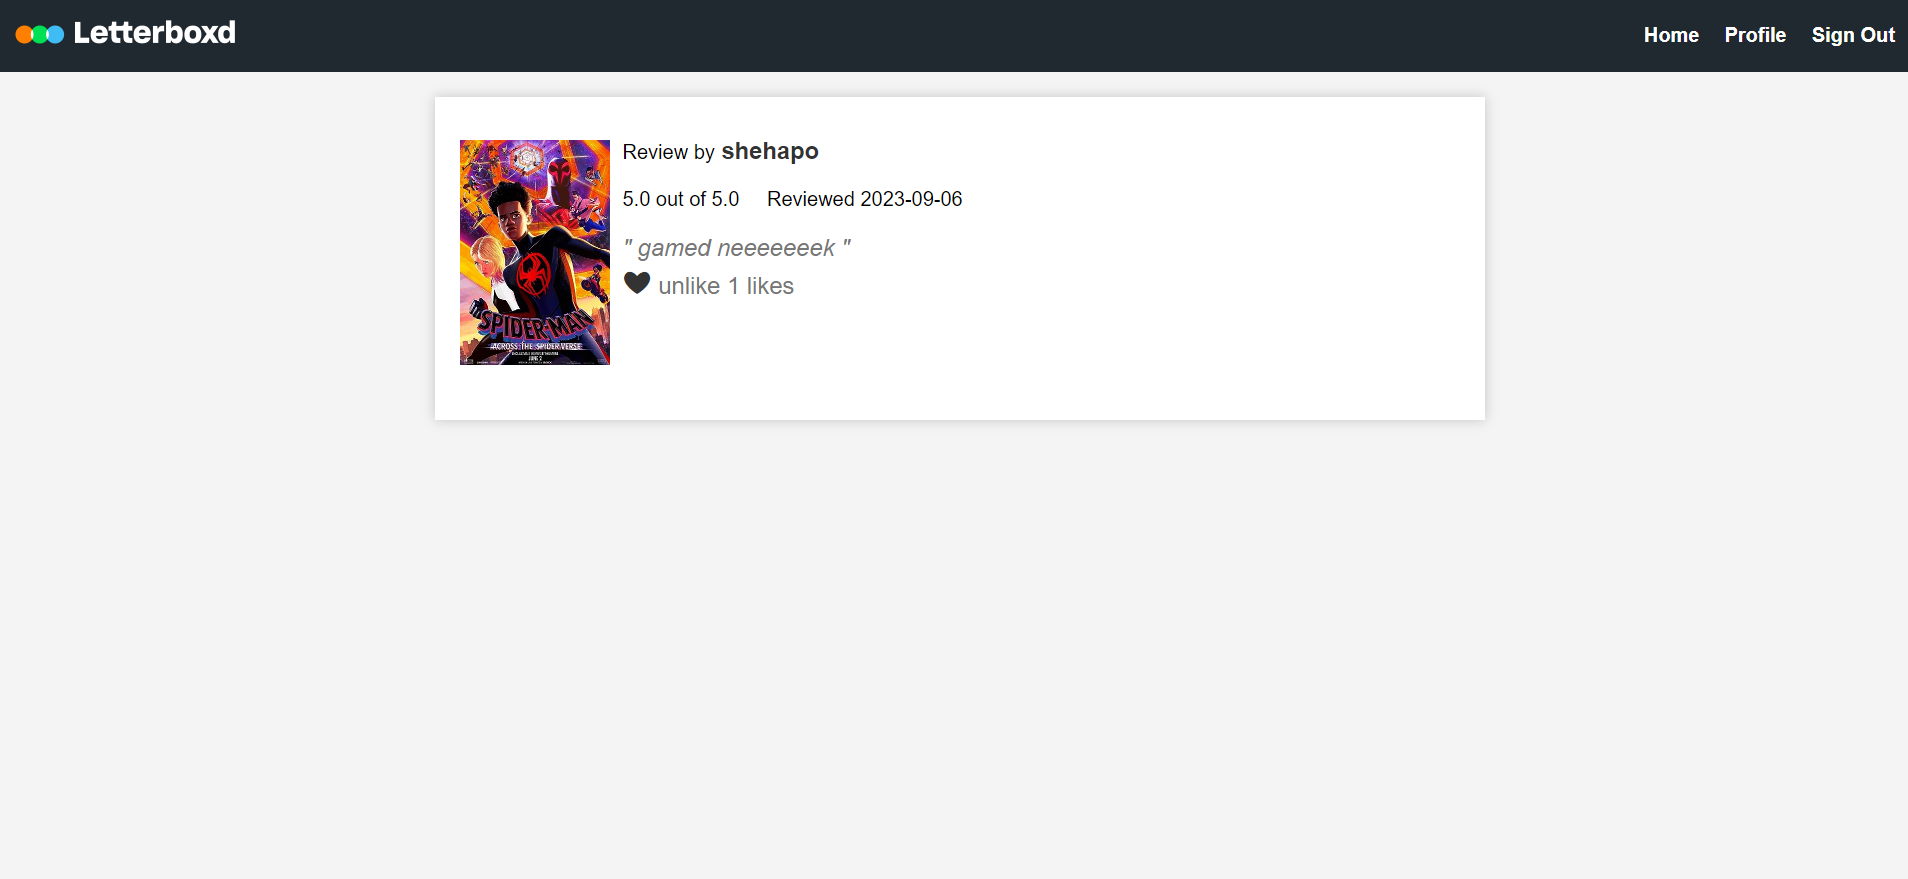 Letterboxd
Home Profile Sign Out
Review by shehapo
5.0 out of 5.0 Reviewed 2023-09-06
" gamed neeeeeeek "
unlike 1 likes
SPIDER-MAN
ACROSS THE SPIDER-VERSE
JUNE 2